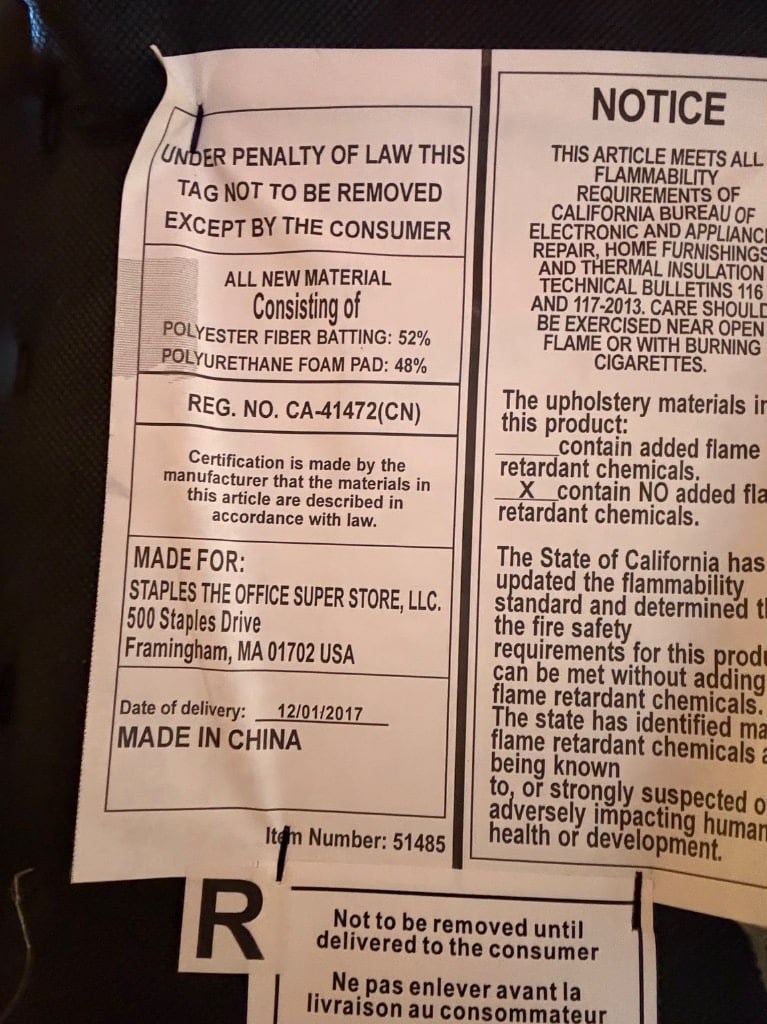 UNDER PENALTY OF LAW THIS
TAG NOT TO BE REMOVED
EXCEPT BY THE CONSUMER
ALL NEW MATERIAL
Consisting of
POLYESTER FIBER BATTING: 52%
POLYURETHANE FOAM PAD: 48%
REG. NO. CA-41472(CN)
Certification is made by the
manufacturer that the materials in
this article are described in
accordance with law.
MADE FOR:
STAPLES THE OFFICE SUPER STORE, LLC.
500 Staples Drive
Framingham, MA 01702 USA
Date of delivery: 12/01/2017
MADE IN CHINA
Item Number: 51485
NOTICE
THIS ARTICLE MEETS ALL
FLAMMABILITY
REQUIREMENTS OF
CALIFORNIA BUREAU OF
ELECTRONIC AND APPLIANC
REPAIR, HOME FURNISHINGS
AND THERMAL INSULATION
TECHNICAL BULLETINS 116
AND 117-2013. CARE SHOULD
BE EXERCISED NEAR OPEN
FLAME OR WITH BURNING
CIGARETTES.
The upholstery materials in
this product:
_____contain added flame
retardant chemicals.
__X__contain NO added fla
retardant chemicals.
The State of California has
updated the flammability
standard and determined t
the fire safety
requirements for this produ
can be met without adding
flame retardant chemicals.
The state has identified ma
flame retardant chemicals a
being known
to, or strongly suspected o
adversely impacting human
health or development.
R
Not to be removed until
delivered to the consumer
Ne pas enlever avant la
livraison au consommateur